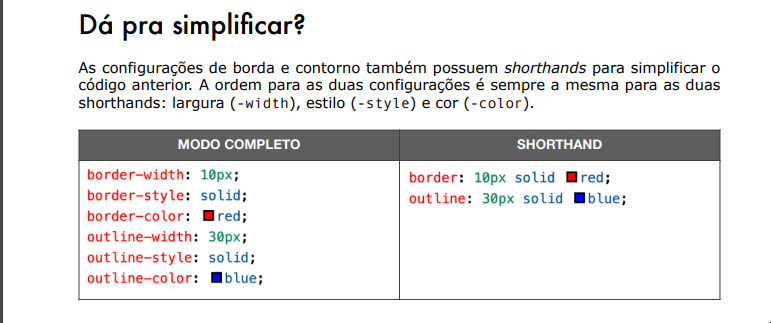 Dá pra simplificar?
As configurações de borda e contorno também possuem shorthands para simplificar o
código anterior. A ordem para as duas configurações é sempre a mesma para as duas
shorthands: largura (-width), estilo (-style) e cor (-color).
MODO COMPLETO
SHORTHAND
border-width: 10px;
border-style: solid;
border-color: red;
outline-width: 30px;
outline-style: solid;
outline-color: blue;
border: 10px solid red;
outline: 30px solid blue;